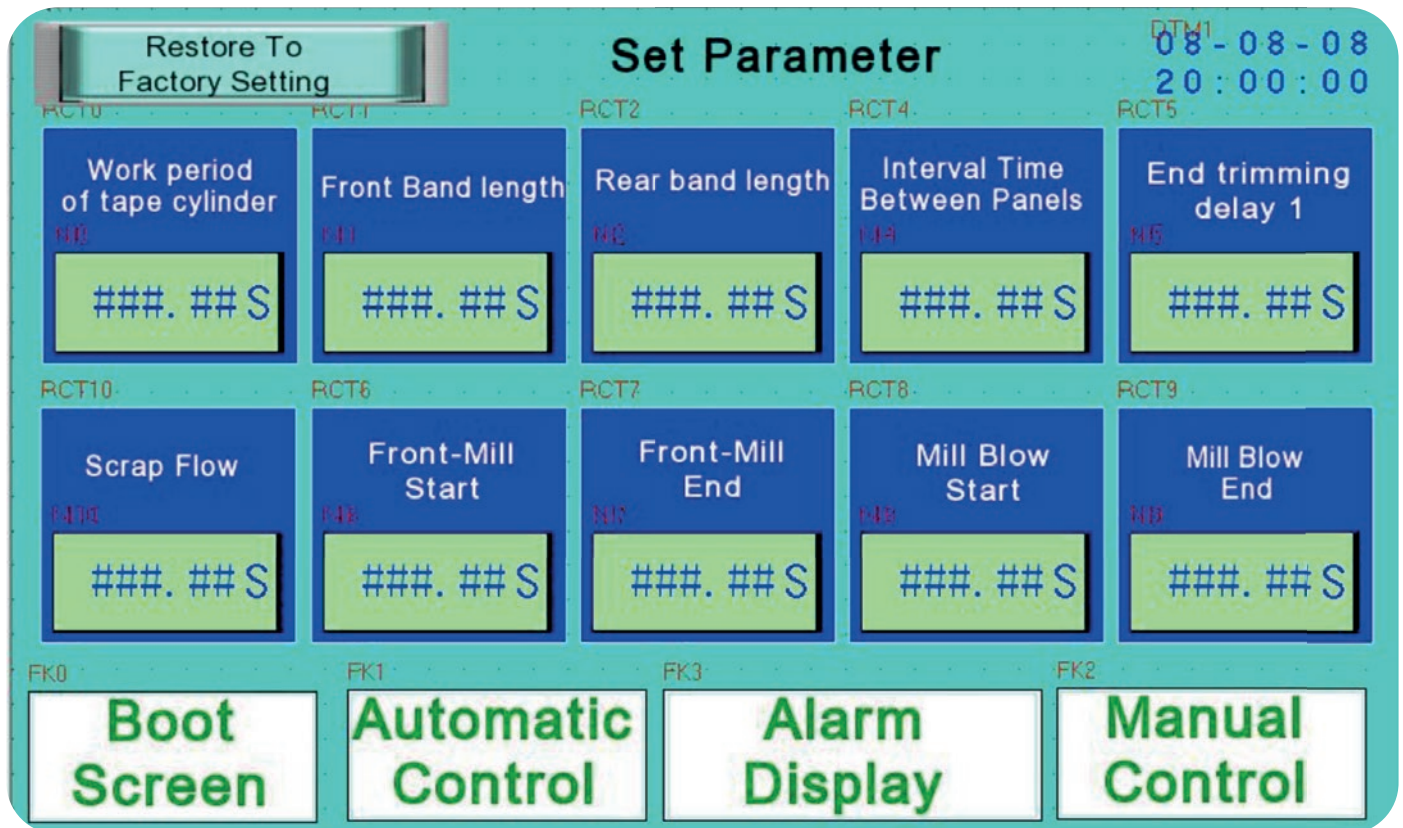 Restore To
Factory Setting
Set Parameter
DTM1
08-08-08
20:00:00
RCT0
RCT1
RCT2
RCT4
RCT5
Work period
of tape cylinder
###.##S
Front Band length
###.##S
Rear band length
###.##S
Interval Time
Between Panels
###.##S
End trimming
delay 1
###.##S
RCT10
RCT6
RCT7
RCT8
RCT9
Scrap Flow
###.##S
Front-Mill
Start
###.##S
Front-Mill
End
###.##S
Mill Blow
Start
###.##S
Mill Blow
End
###.##S
FK0
FK1
FK3
FK2
Boot
Screen
Automatic
Control
Alarm
Display
Manual
Control